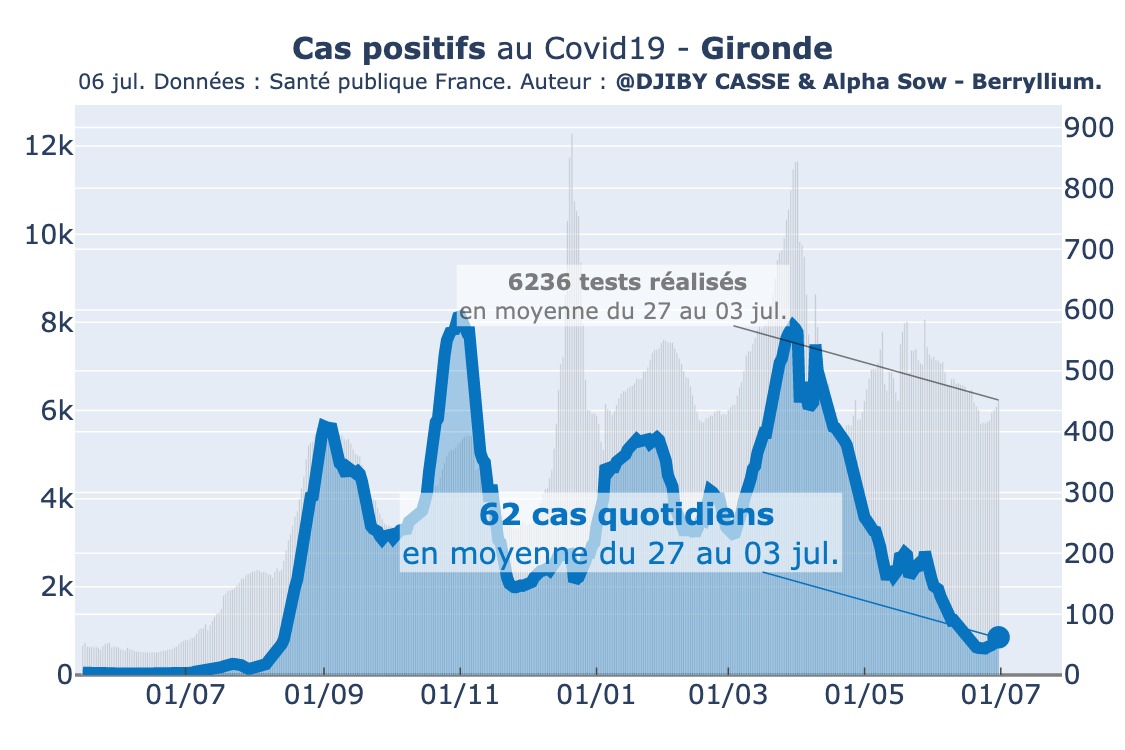 Cas positifs au Covid19 - Gironde
06 jul. Données : Santé publique France. Auteur : @DJIBY CASSE & Alpha Sow - Berryllium.
12k
10k
8k
6k
4k
2k
0
900
800
700
600
500
400
300
200
100
0
6236 tests réalisés
en moyenne du 27 au 03 jul.
62 cas quotidiens
en moyenne du 27 au 03 jul.
01/07 01/09 01/11 01/01 01/03 01/05 01/07